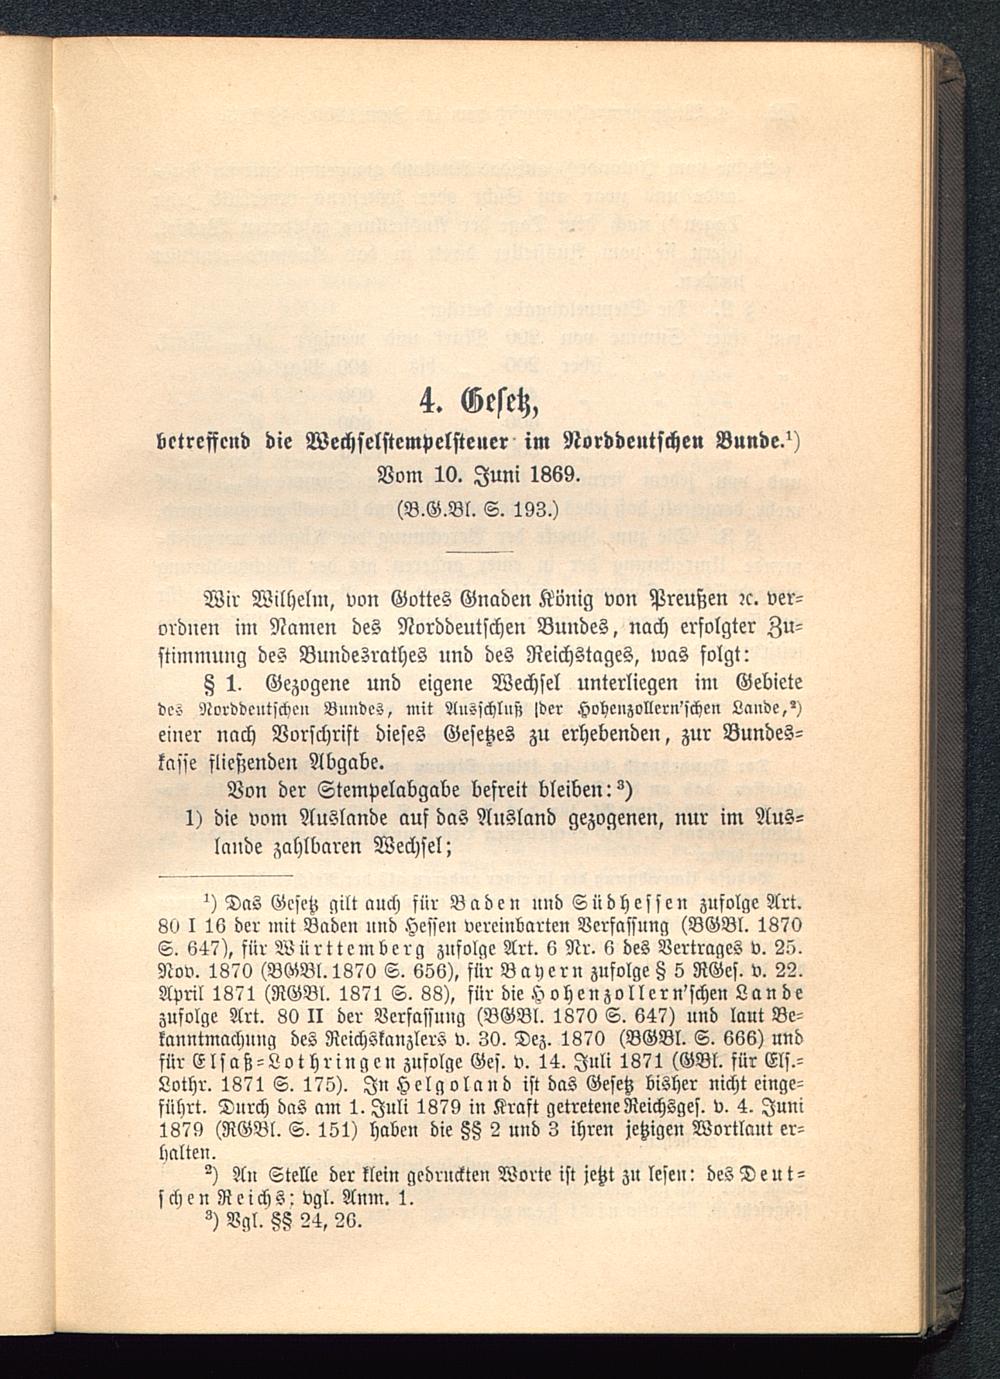 4. Gesetz,
betreffend die Wechselstempelsteuer im Norddeutschen Bunde.¹)
Vom 10. Juni 1869.
(B.G.Bl. S. 193.)
Wir Wilhelm, von Gottes Gnaden König von Preußen ꝛc. ver=
ordnen im Namen des Norddeutschen Bundes, nach erfolgter Zu=
stimmung des Bundesrathes und des Reichstages, was folgt:
§ 1. Gezogene und eigene Wechsel unterliegen im Gebiete
des Norddeutschen Bundes, mit Ausschluß der Hohenzollern'schen Lande,²)
einer nach Vorschrift dieses Gesetzes zu erhebenden, zur Bundes=
kasse fließenden Abgabe.
Von der Stempelabgabe befreit bleiben:³)
1) die vom Auslande auf das Ausland gezogenen, nur im Aus=
lande zahlbaren Wechsel;
¹) Das Gesetz gilt auch für Baden und Südhessen zufolge Art.
80 I 16 der mit Baden und Hessen vereinbarten Verfassung (BGBl. 1870
S. 647), für Württemberg zufolge Art. 6 Nr. 6 des Vertrages v. 25.
Nov. 1870 (BGBl. 1870 S. 656), für Bayern zufolge § 5 RGes. v. 22.
April 1871 (RGBl. 1871 S. 88), für die Hohenzollern'schen Lande
zufolge Art. 80 II der Verfassung (BGBl. 1870 S. 647) und laut Be=
kanntmachung des Reichskanzlers v. 30. Dez. 1870 (BGBl. S. 666) und
für Elsaß=Lothringen zufolge Ges. v. 14. Juli 1871 (GBl. für Els.=
Lothr. 1871 S. 175). In Helgoland ist das Gesetz bisher nicht einge=
führt. Durch das am 1. Juli 1879 in Kraft getretene Reichsges. v. 4. Juni
1879 (RGBl. S. 151) haben die §§ 2 und 3 ihren jetzigen Wortlaut er=
halten.
²) An Stelle der klein gedruckten Worte ist jetzt zu lesen: des Deut=
schen Reichs; vgl. Anm. 1.
³) Vgl. §§ 24, 26.